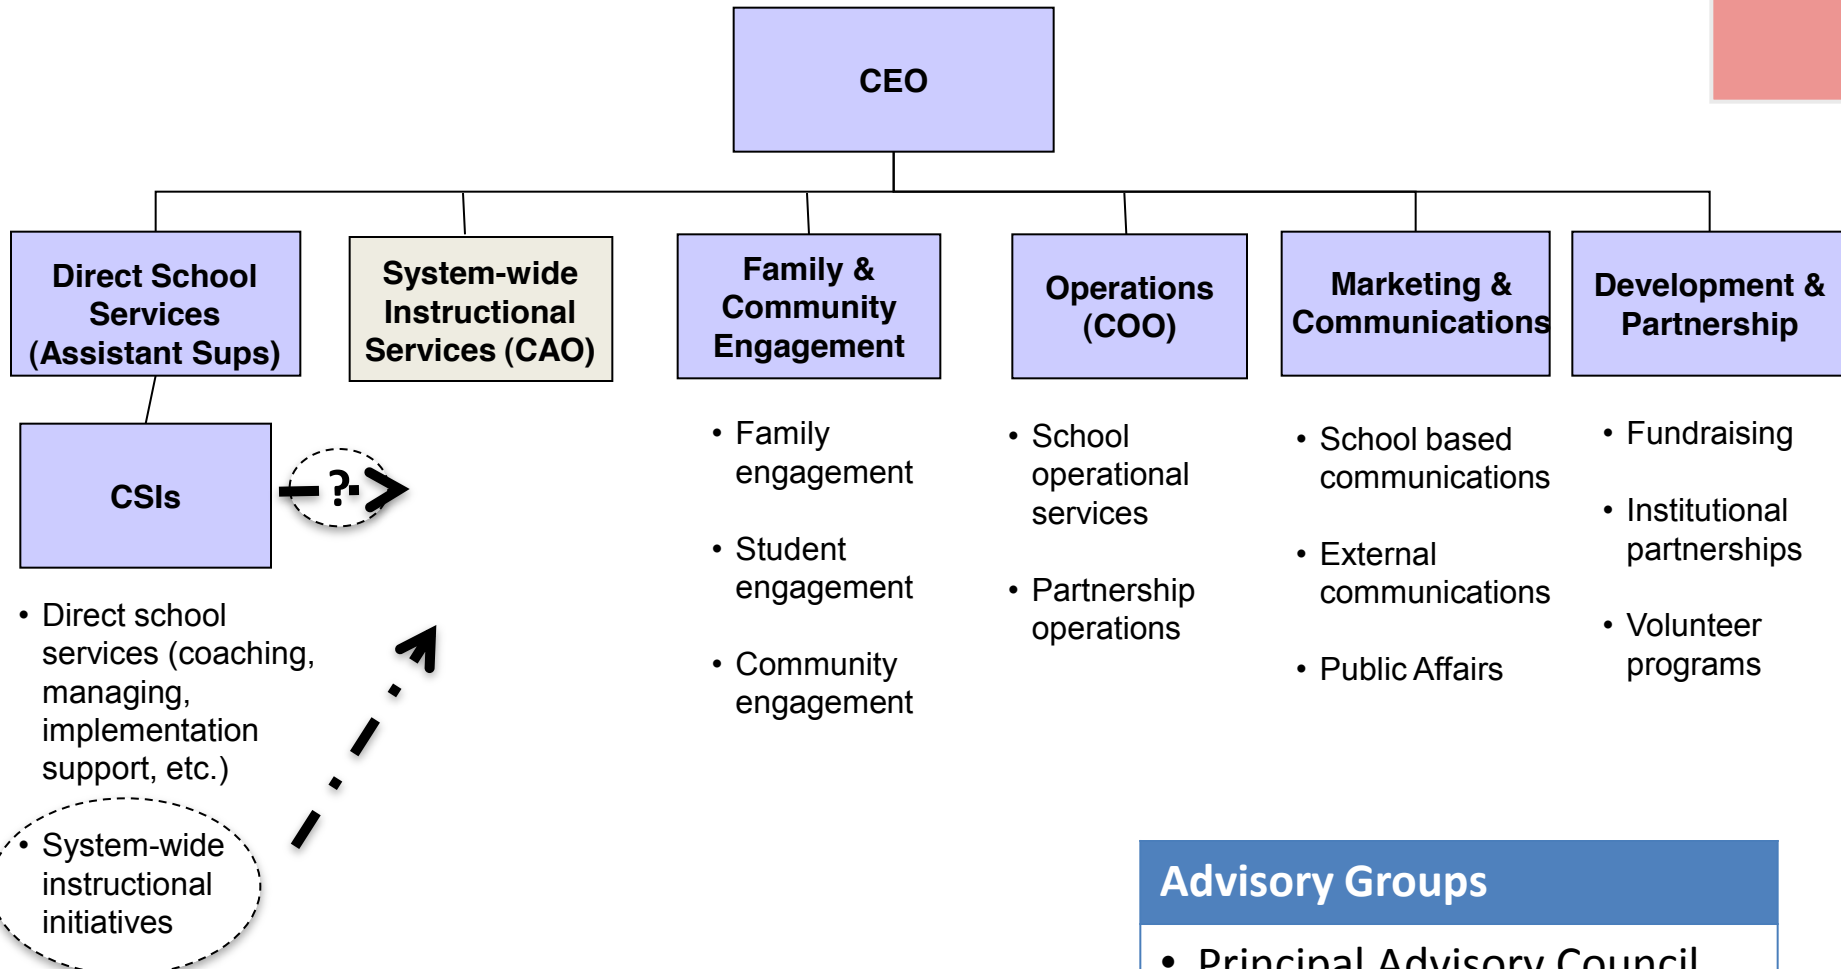 CEO
Direct School
Services
(Assistant Sups)
System-wide
Instructional
Services (CAO)
Family &
Community
Engagement
Operations
(COO)
Marketing &
Communications
Development &
Partnership
CSIs
?
• Direct school
services (coaching,
managing,
implementation
support, etc.)
• System-wide
instructional
initiatives
• Family
engagement
• Student
engagement
• Community
engagement
• School
operational
services
• Partnership
operations
• School based
communications
• External
communications
• Public Affairs
• Fundraising
• Institutional
partnerships
• Volunteer
programs
Advisory Groups
• Principal Advisory Council